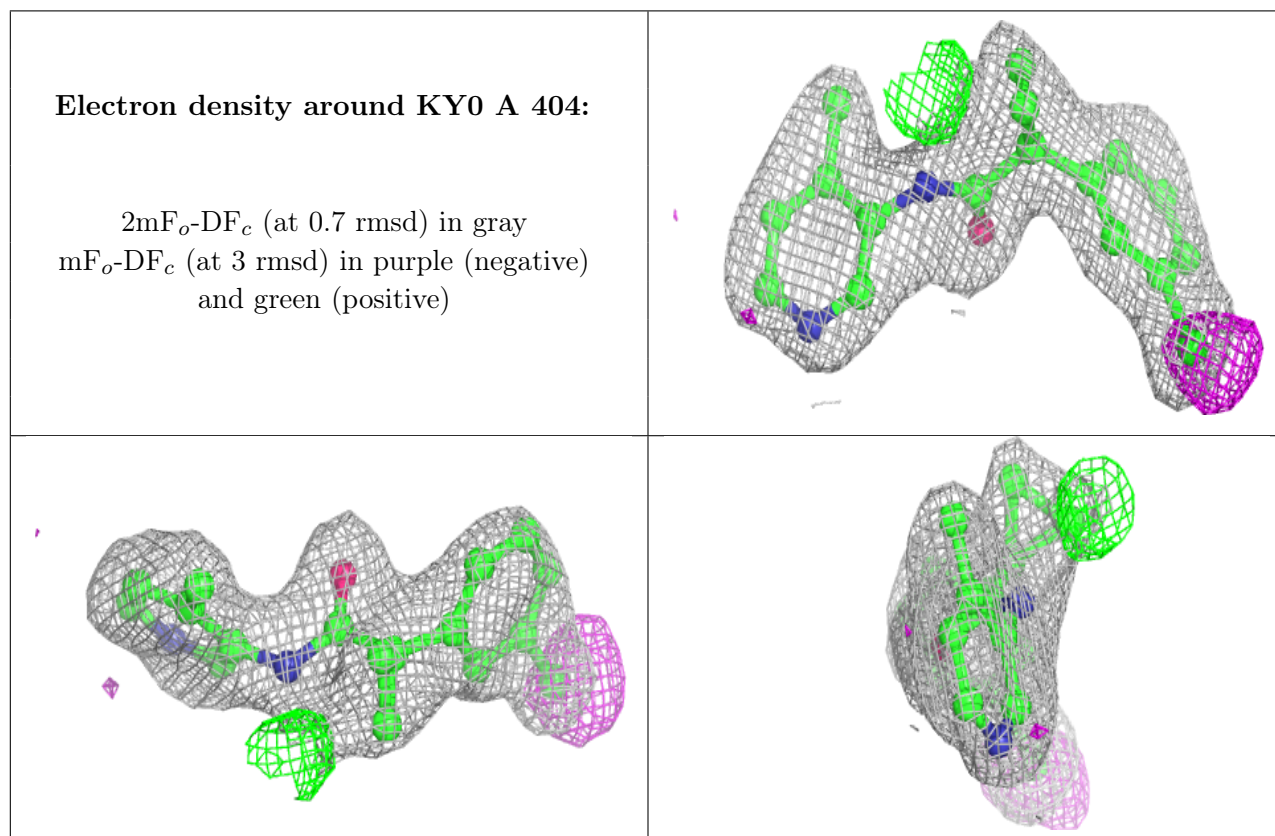 Electron density around KY0 A 404:
2mFo-DFc (at 0.7 rmsd) in gray
mFo-DFc (at 3 rmsd) in purple (negative)
and green (positive)